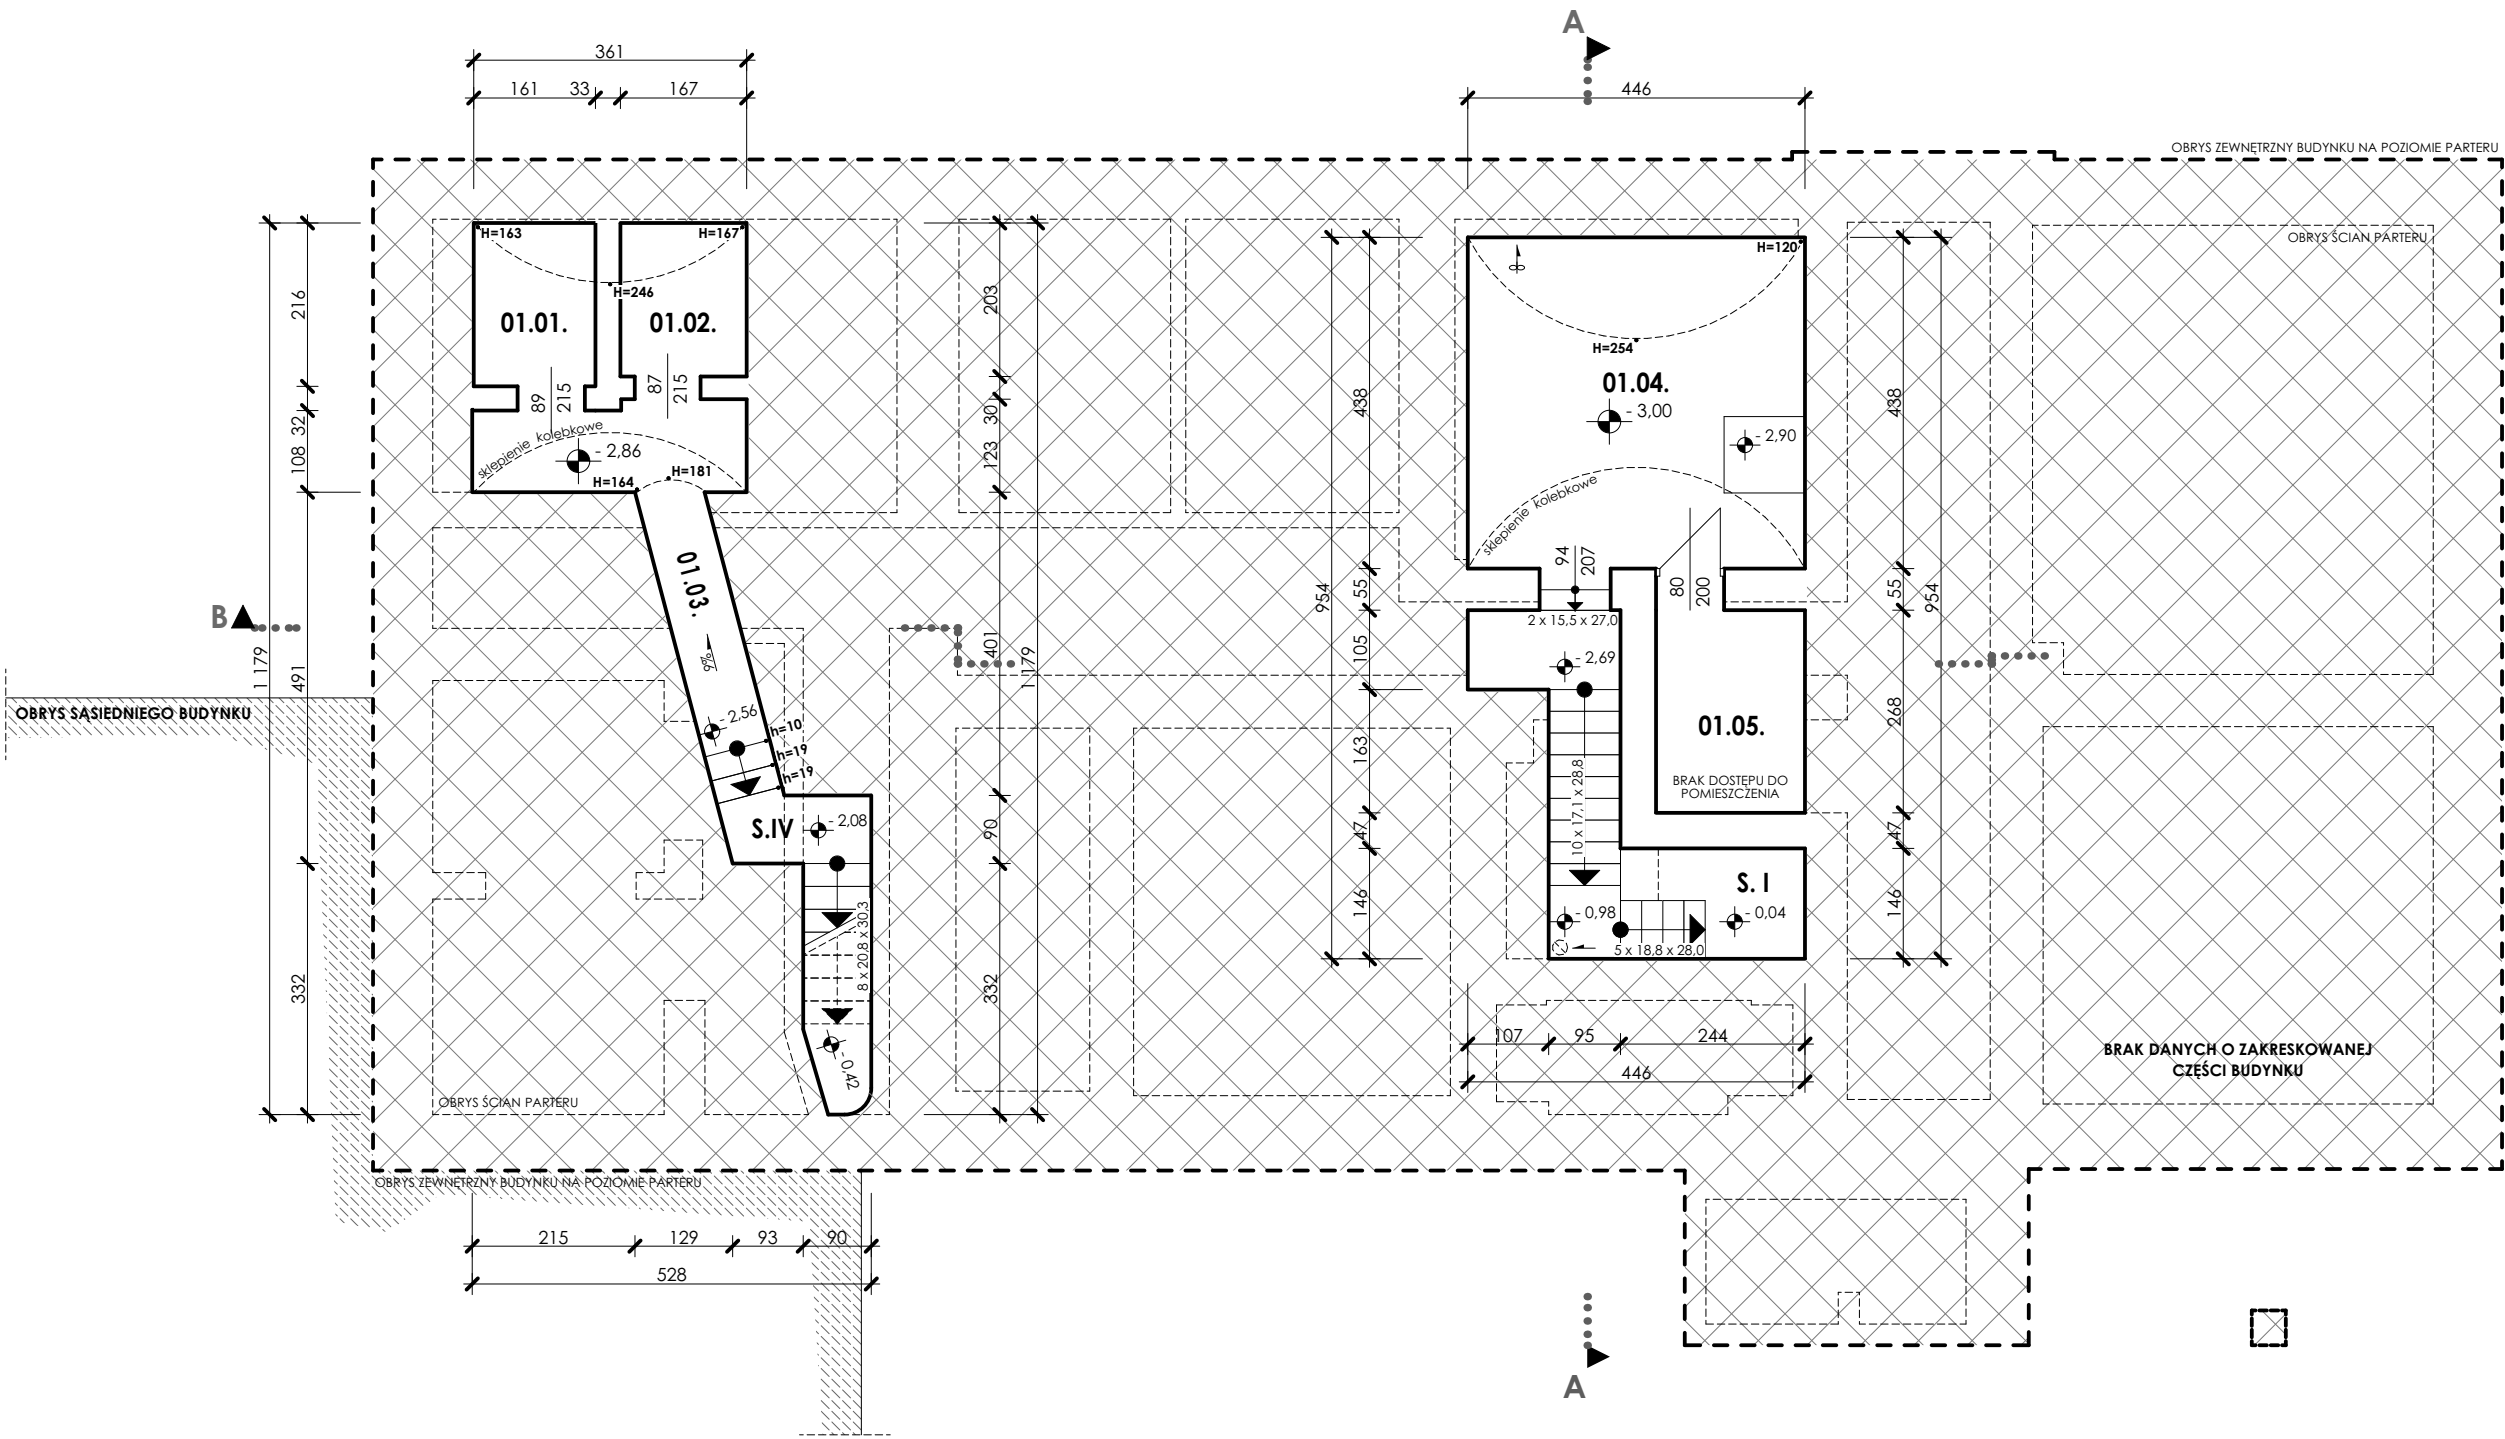 A
361
161
33
167
446
OBRYS ZEWNĘTRZNY BUDYNKU NA POZIOMIE PARTERU
H=163
H=167
H=120
OBRYS ŚCIAN PARTERU
H=246
216
203
01.01.
01.02.
H=254
01.04.
438
438
- 3,00
- 2,90
89
215
87
215
32
30
108
123
sklepienie kolebkowe
- 2,86
H=181
H=164
sklepienie kolebkowe
94
207
80
200
01.03.
55
954
55
954
2 x 15,5 x 27,0
B
9%
401
1179
105
- 2,69
1179
491
OBRYS SĄSIEDNIEGO BUDYNKU
- 2,56
h=10
h=19
h=19
268
01.05.
163
10 x 17,1 x 28,8
BRAK DOSTĘPU DO
POMIESZCZENIA
S.IV
- 2,08
90
47
47
S. I
146
146
- 0,98
- 0,04
5 x 18,8 x 28,0
8 x 20,8 x 30,3
332
332
- 0,42
107
95
244
446
BRAK DANYCH O ZAKRESKOWANEJ
CZĘŚCI BUDYNKU
OBRYS ŚCIAN PARTERU
OBRYS ZEWNĘTRZNY BUDYNKU NA POZIOMIE PARTERU
215
129
93
90
528
A